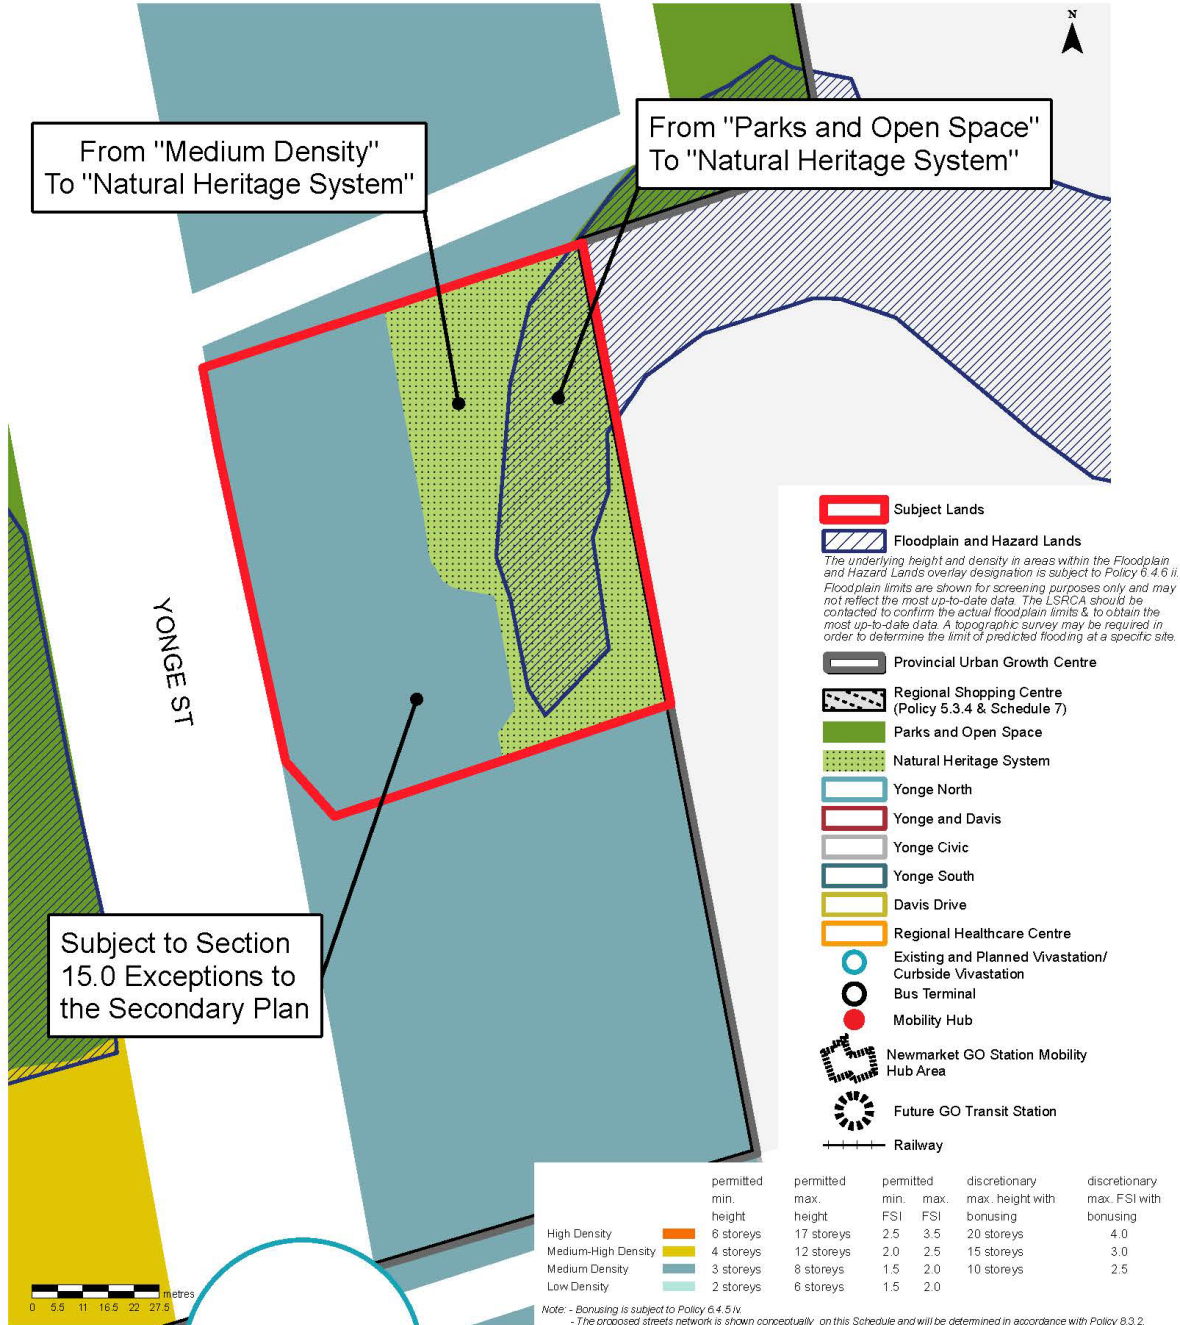 N
From "Medium Density"
To "Natural Heritage System"
From "Parks and Open Space"
To "Natural Heritage System"
YONGE ST
Subject to Section
15.0 Exceptions to
the Secondary Plan
Subject Lands
Floodplain and Hazard Lands
The underlying height and density in areas within the Floodplain
and Hazard Lands overlay designation is subject to Policy 6.4.6 ii.
Floodplain limits are shown for screening purposes only and may
not reflect the most up-to-date data. The LSRCA should be
contacted to confirm the actual floodplain limits & to obtain the
most up-to-date data. A topographic survey may be required in
order to determine the limit of predicted flooding at a specific site.
Provincial Urban Growth Centre
Regional Shopping Centre
(Policy 5.3.4 & Schedule 7)
Parks and Open Space
Natural Heritage System
Yonge North
Yonge and Davis
Yonge Civic
Yonge South
Davis Drive
Regional Healthcare Centre
Existing and Planned Vivastation/
Curbside Vivastation
Bus Terminal
Mobility Hub
Newmarket GO Station Mobility
Hub Area
Future GO Transit Station
Railway
permitted permitted permitted discretionary discretionary
min. max. min. max. max. height with max. FSI with
height height FSI FSI bonusing bonusing
High Density 6 storeys 17 storeys 2.5 3.5 20 storeys 4.0
Medium-High Density 4 storeys 12 storeys 2.0 2.5 15 storeys 3.0
Medium Density 3 storeys 8 storeys 1.5 2.0 10 storeys 2.5
Low Density 2 storeys 6 storeys 1.5 2.0
metres
0 5.5 11 16.5 22 27.5
Note: - Bonusing is subject to Policy 6.4.5 iv.
- The proposed streets network is shown conceptually on this Schedule and will be determined in accordance with Policy 8.3.2.